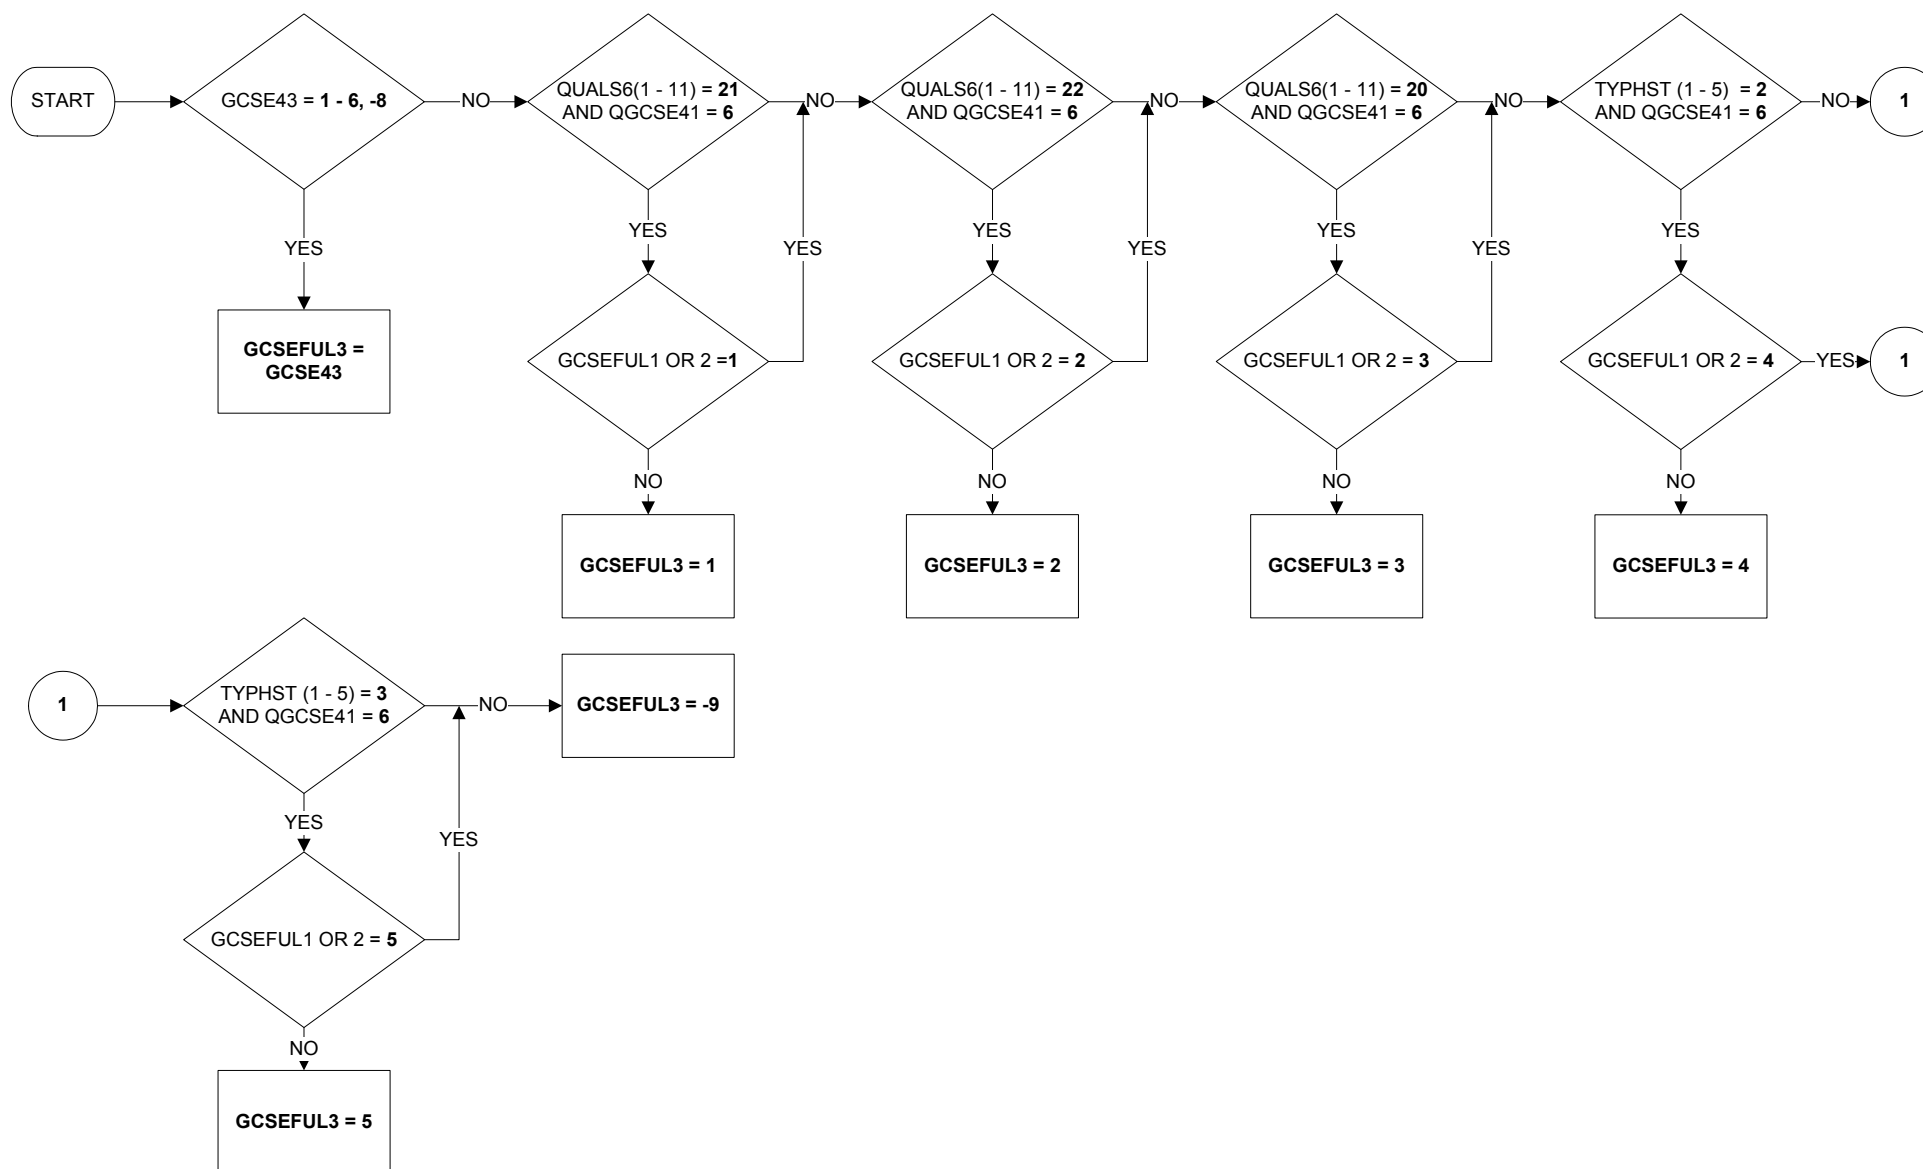 START
GCSE43 = 1 - 6, -8
NO
QUALS6(1 - 11) = 21
AND QGCSE41 = 6
NO
QUALS6(1 - 11) = 22
AND QGCSE41 = 6
NO
QUALS6(1 - 11) = 20
AND QGCSE41 = 6
NO
TYPHST (1 - 5) = 2
AND QGCSE41 = 6
NO
1
YES
YES
YES
YES
YES
YES
YES
YES
GCSEFUL3 =
GCSE43
GCSEFUL1 OR 2 =1
GCSEFUL1 OR 2 = 2
GCSEFUL1 OR 2 = 3
GCSEFUL1 OR 2 = 4
YES
1
NO
NO
NO
NO
GCSEFUL3 = 1
GCSEFUL3 = 2
GCSEFUL3 = 3
GCSEFUL3 = 4
1
TYPHST (1 - 5) = 3
AND QGCSE41 = 6
NO
GCSEFUL3 = -9
YES
YES
GCSEFUL1 OR 2 = 5
NO
GCSEFUL3 = 5